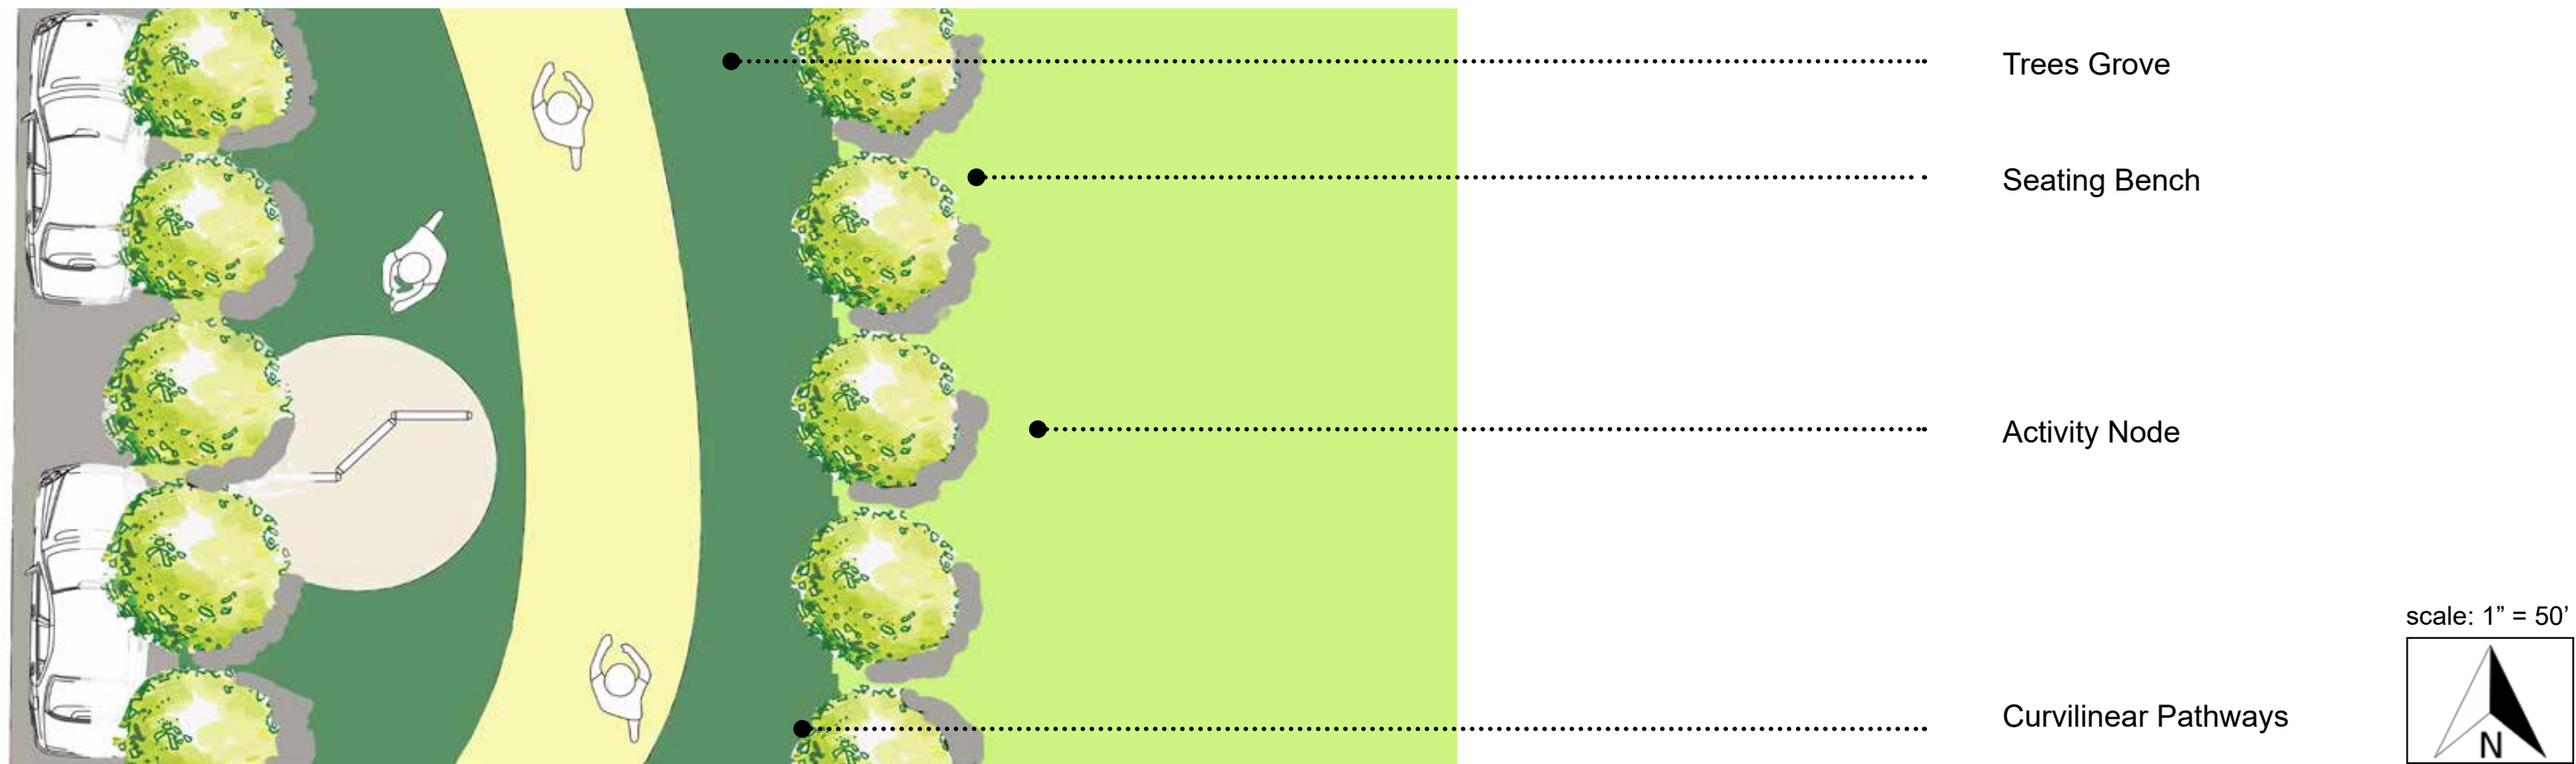 Trees Grove
Seating Bench
Activity Node
scale: 1” = 50’
Curvilinear Pathways
N